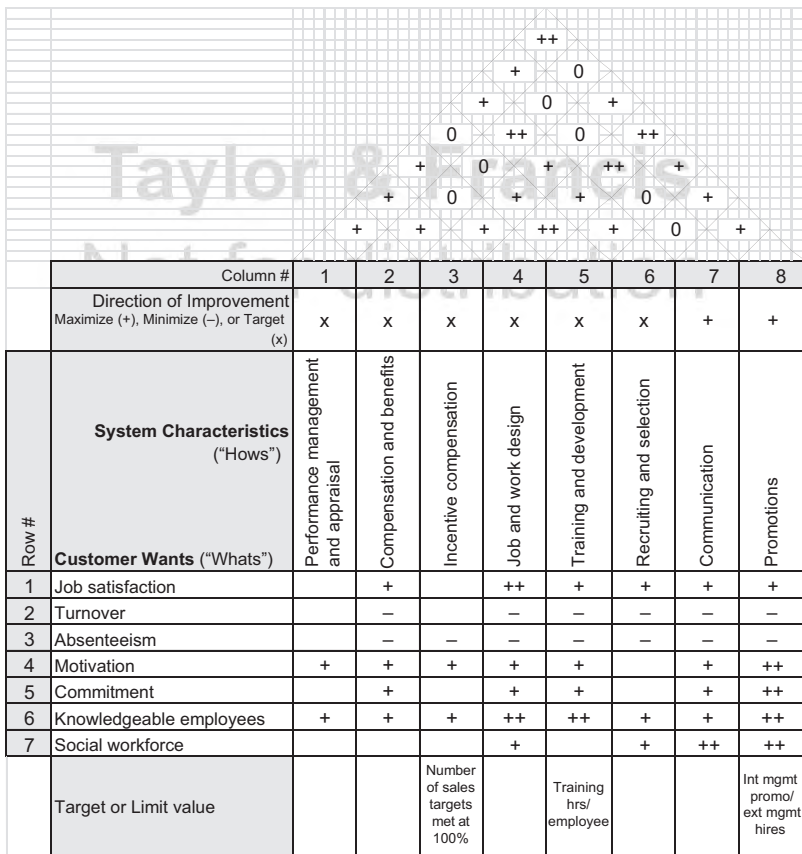 ++
+ 0
+ 0 +
0 ++ 0 ++
+ 0 + ++ +
+ 0 + + 0 +
+ + + ++ + 0 +
Taylor & Francis
Not for distribution
Column # 1 2 3 4 5 6 7 8
Direction of Improvement
Maximize (+), Minimize (–), or Target
(x)
x x x x x x + +
Row #
System Characteristics
("Hows")
Customer Wants ("Whats")
Performance management
and appraisal
Compensation and benefits
Incentive compensation
Job and work design
Training and development
Recruiting and selection
Communication
Promotions
1 Job satisfaction + ++ + + + +
2 Turnover – – – – – –
3 Absenteeism – – – – – – –
4 Motivation + + + + + + ++
5 Commitment + + + + ++
6 Knowledgeable employees + + + ++ ++ + + ++
7 Social workforce + + ++ ++
Target or Limit value
Number
of sales
targets
met at
100%
Training
hrs/
employee
Int mgmt
promo/
ext mgmt
hires